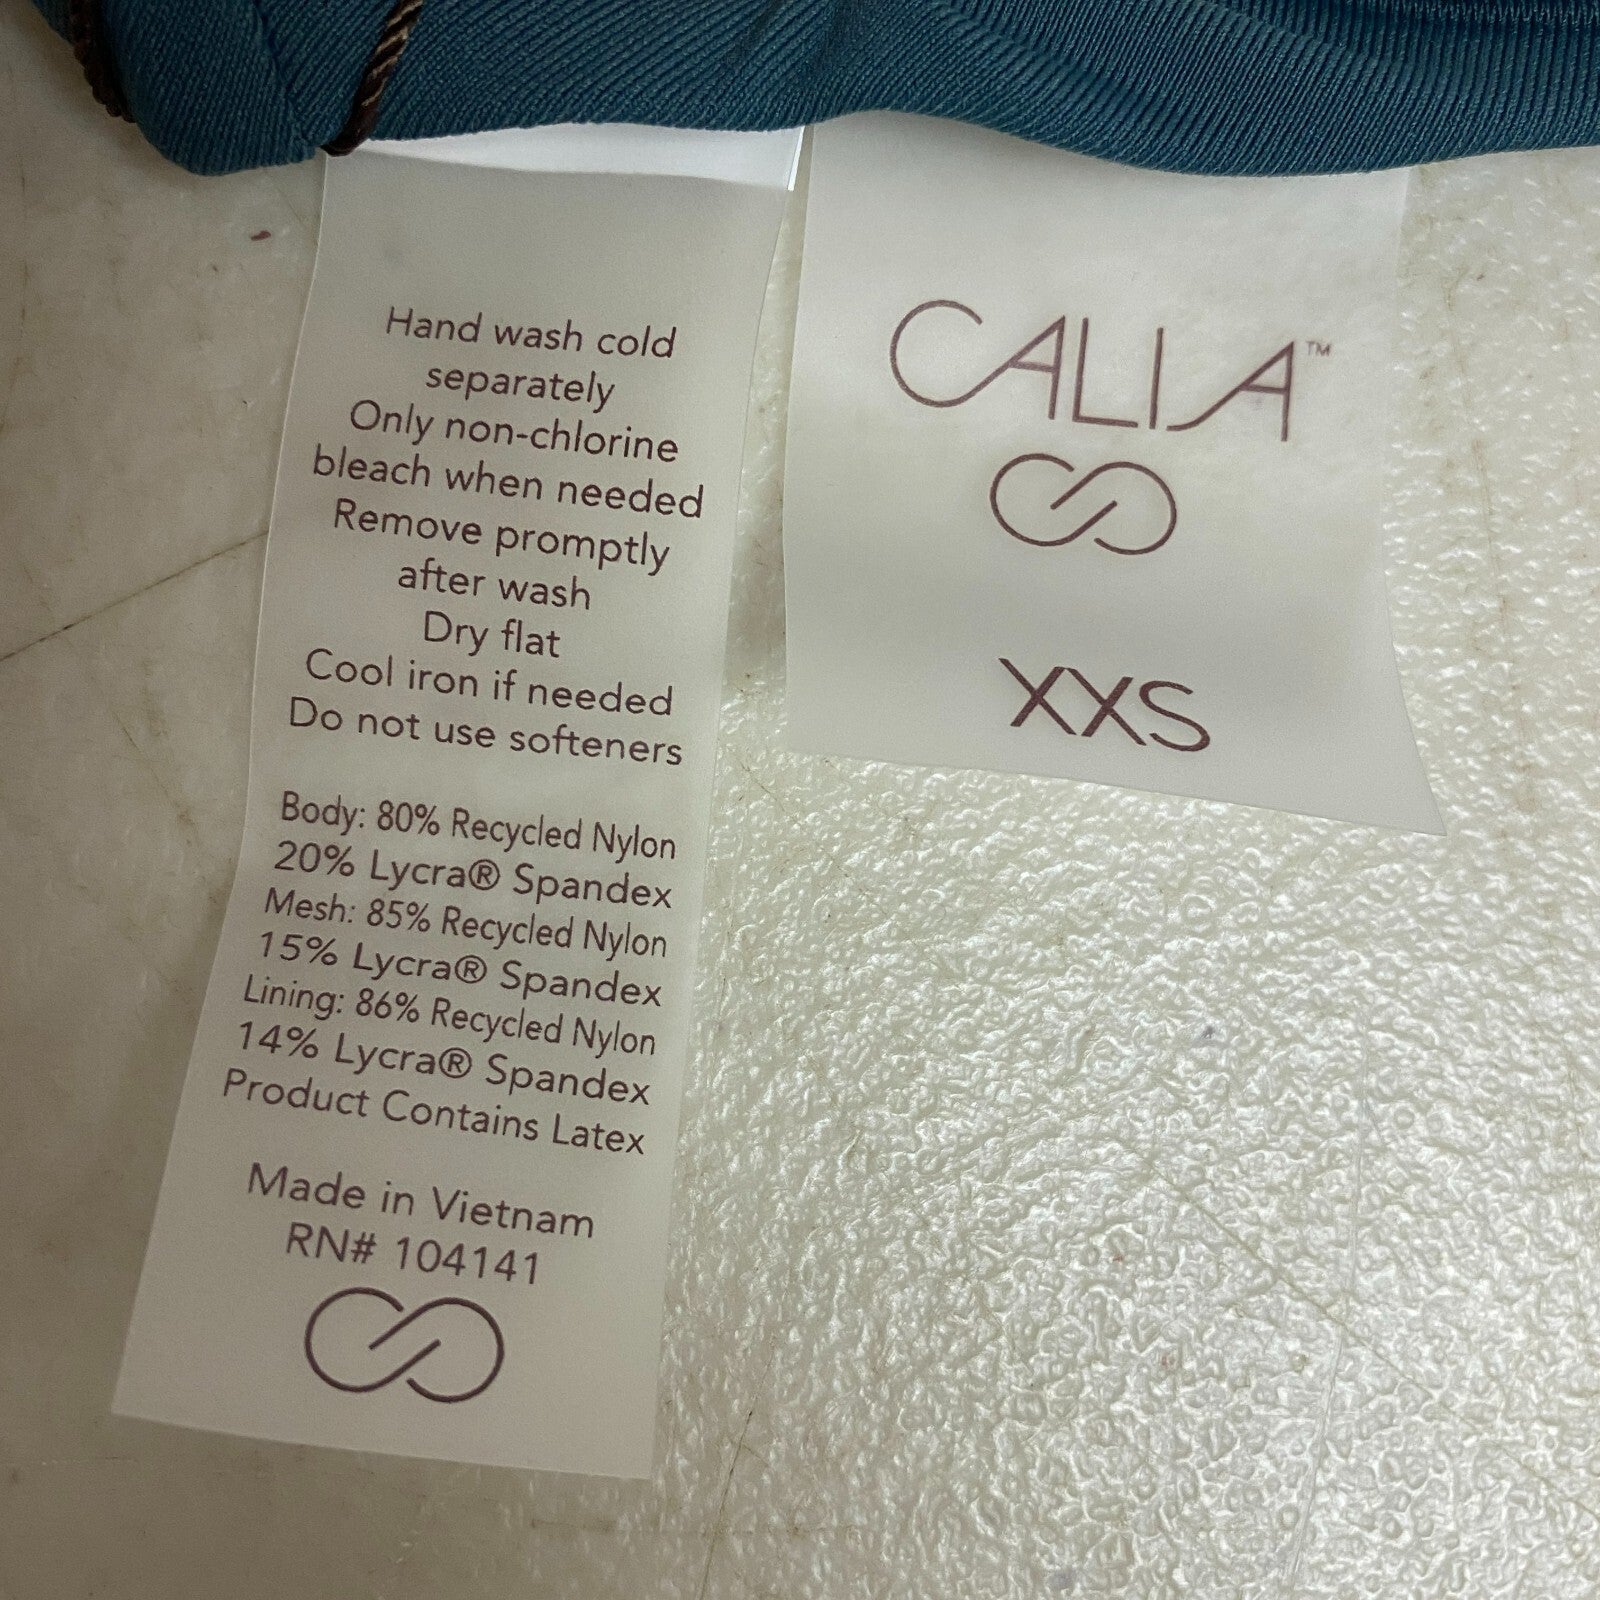 Hand wash cold
separately
Only non-chlorine
bleach when needed
Remove promptly
after wash
Dry flat
Cool iron if needed
Do not use softeners
Body: 80% Recycled Nylon
20% Lycra® Spandex
Mesh: 85% Recycled Nylon
15% Lycra® Spandex
Lining: 86% Recycled Nylon
14% Lycra® Spandex
Product Contains Latex
Made in Vietnam
RN# 104141
CALIA™
XXS